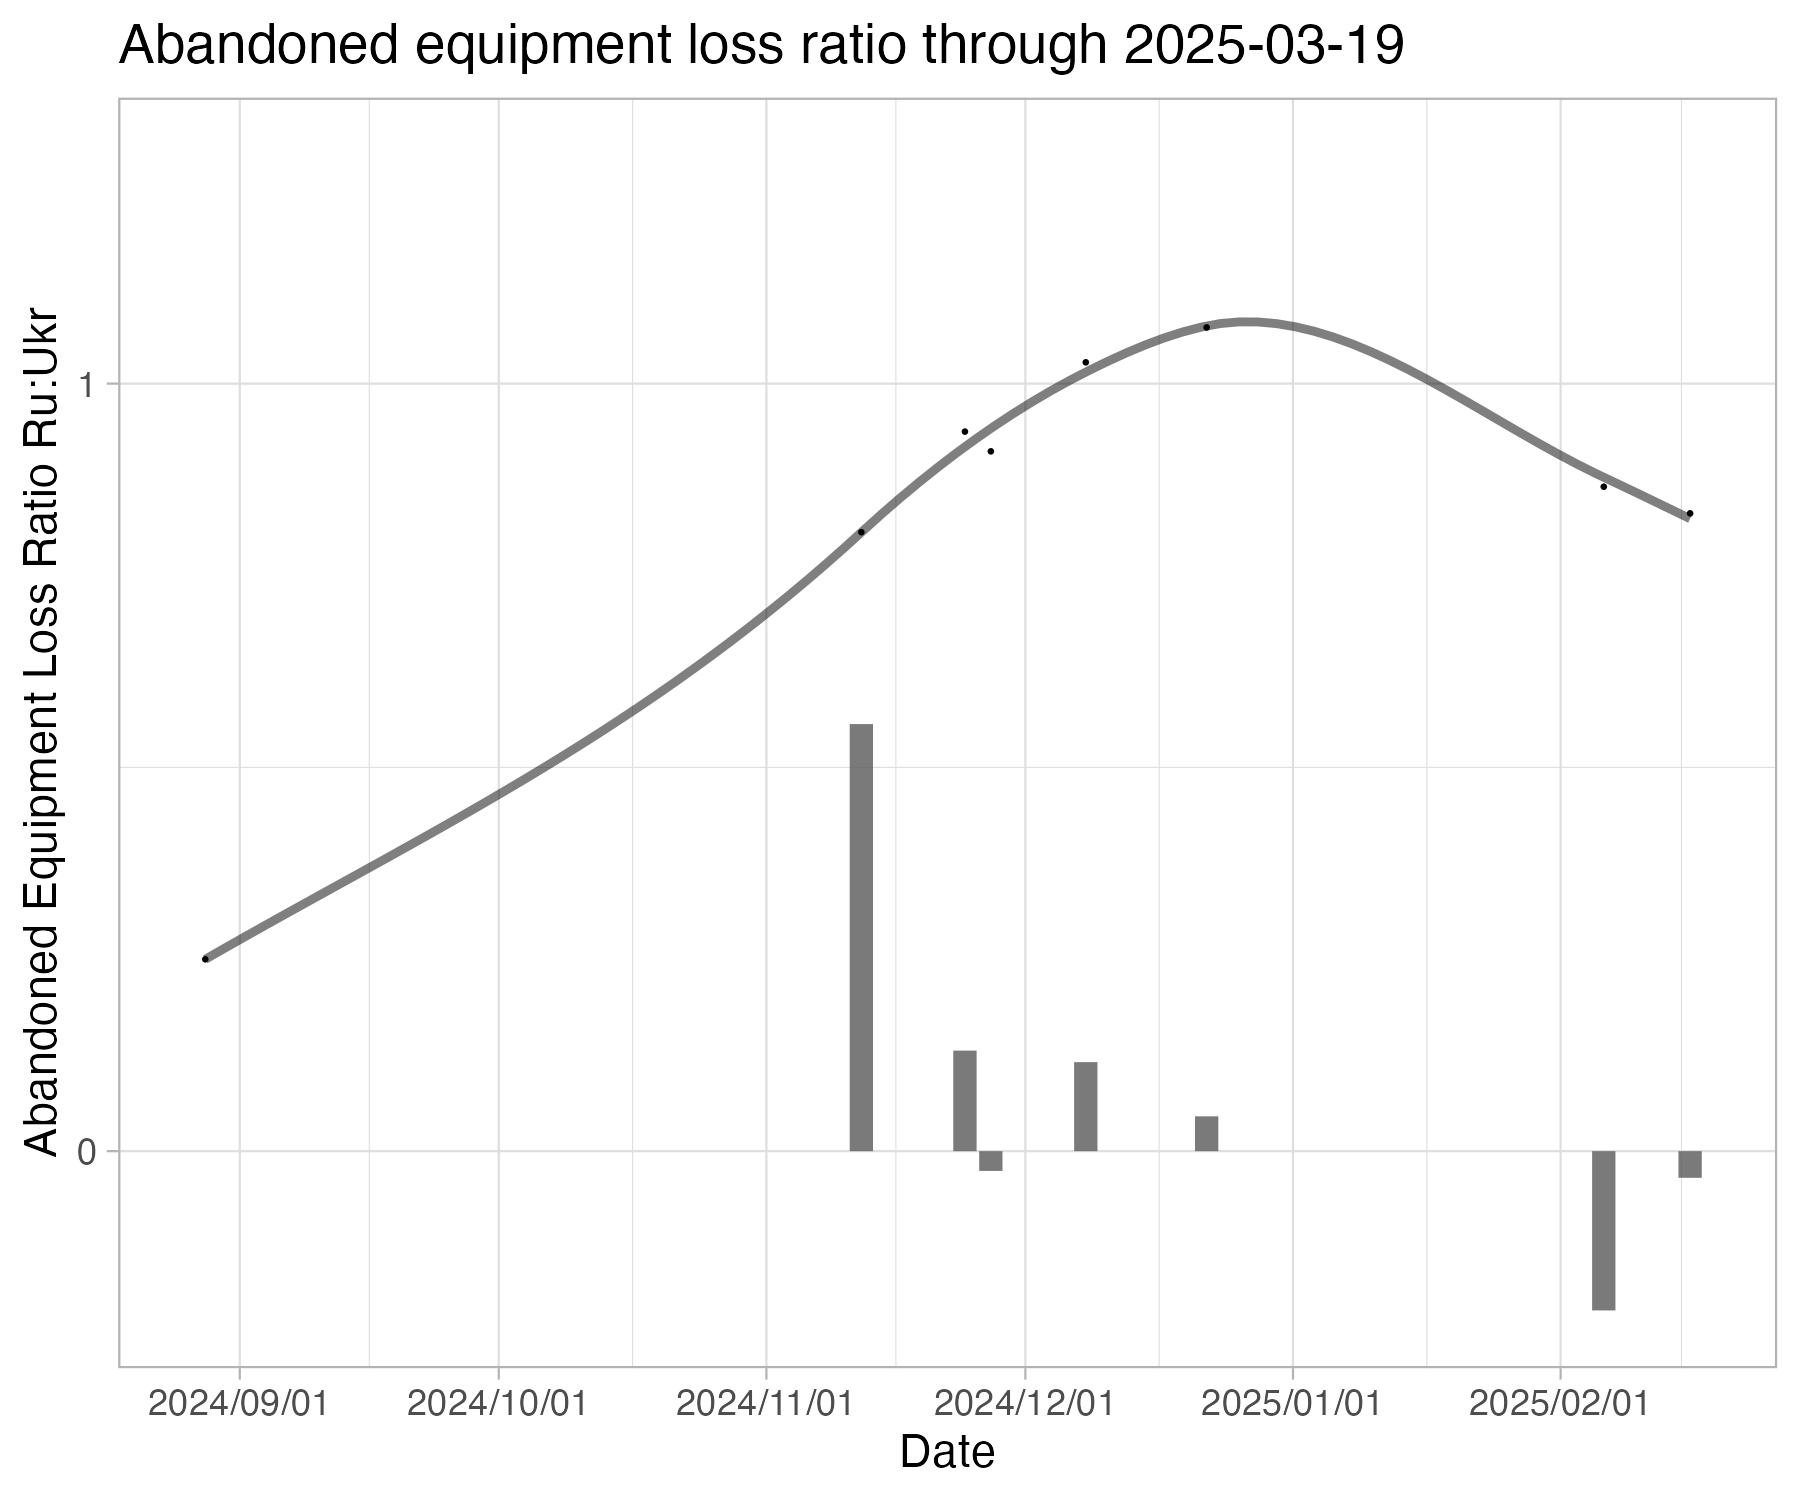 Abandoned equipment loss ratio through 2025-03-19
Abandoned Equipment Loss Ratio Ru:Ukr
1
0
2024/09/01 2024/10/01 2024/11/01 2024/12/01 2025/01/01 2025/02/01
Date